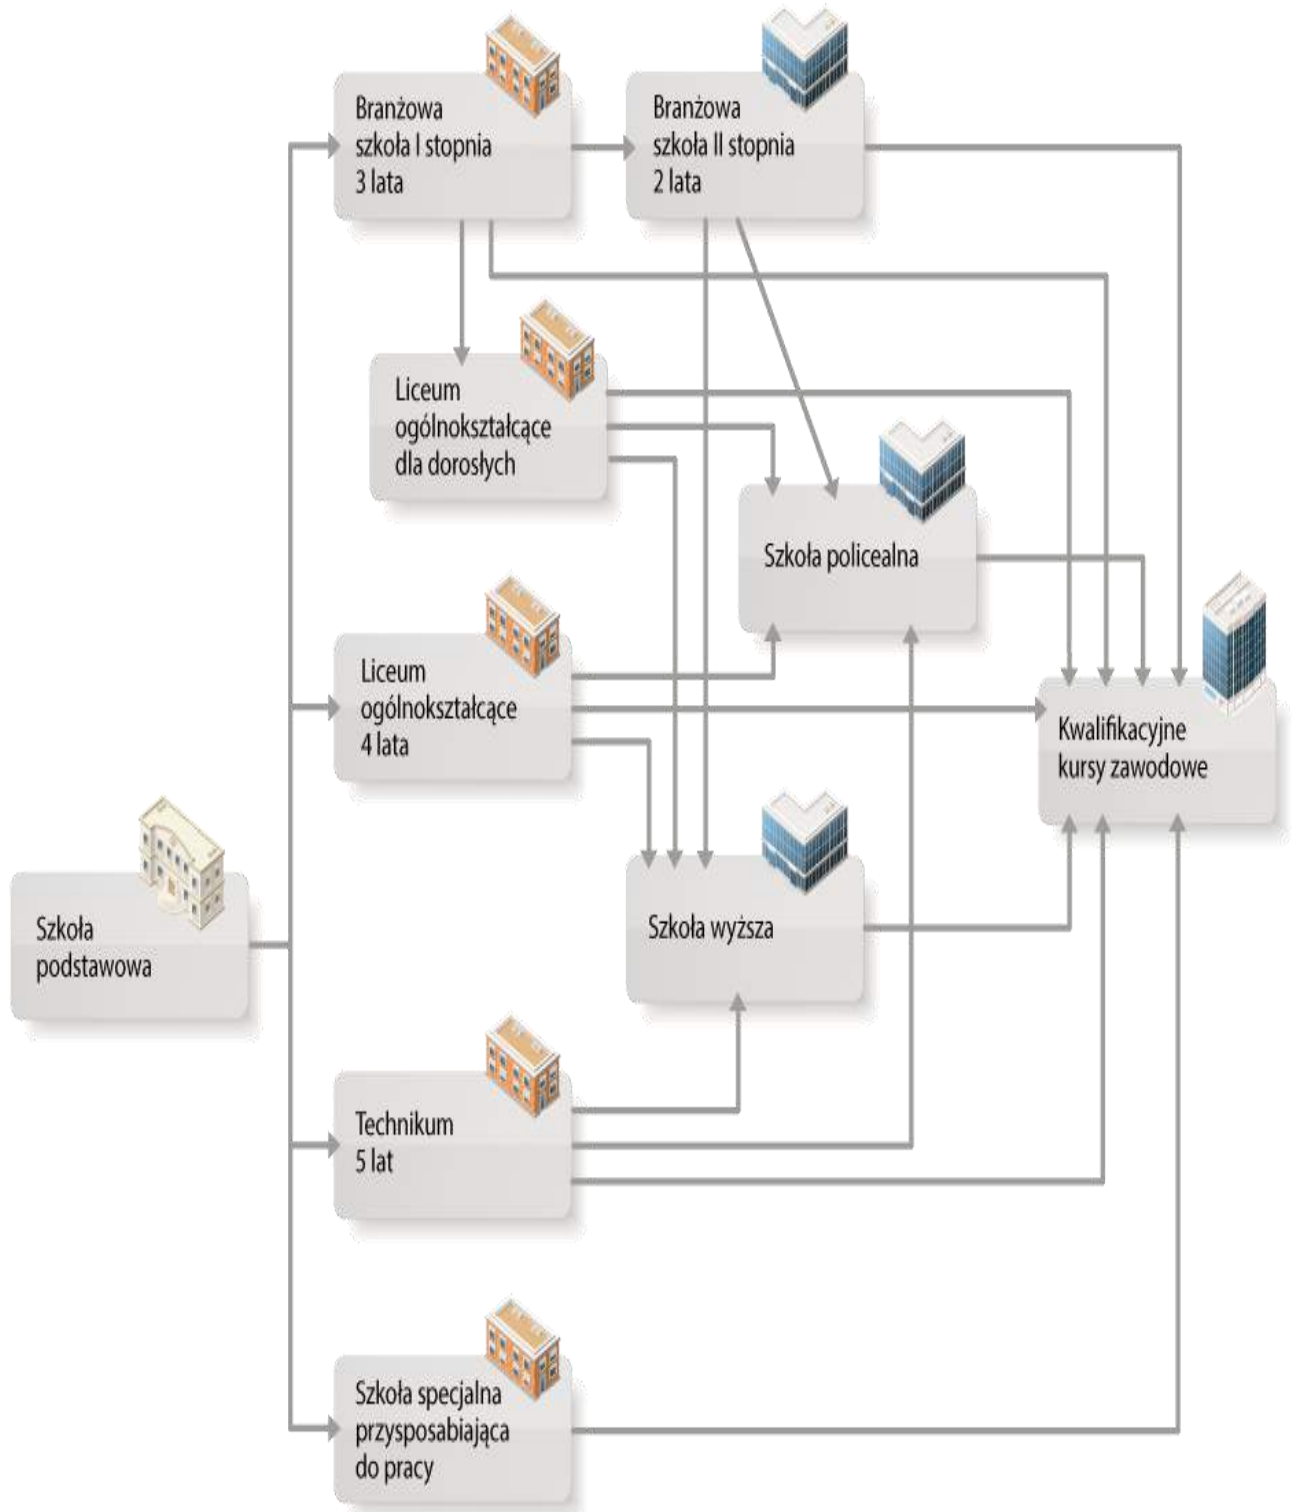 Branżowa
szkoła I stopnia
3 lata
Branżowa
szkoła II stopnia
2 lata
Liceum
ogólnokształcące
dla dorosłych
Szkoła policealna
Liceum
ogólnokształcące
4 lata
Kwalifikacyjne
kursy zawodowe
Szkoła
podstawowa
Szkoła wyższa
Technikum
5 lat
Szkoła specjalna
przysposabiająca
do pracy